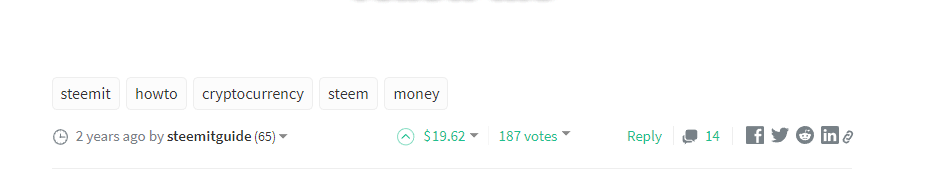 steemit howto cryptocurrency steem money
2 years ago by steemitguide (65) $19.62 187 votes Reply 14